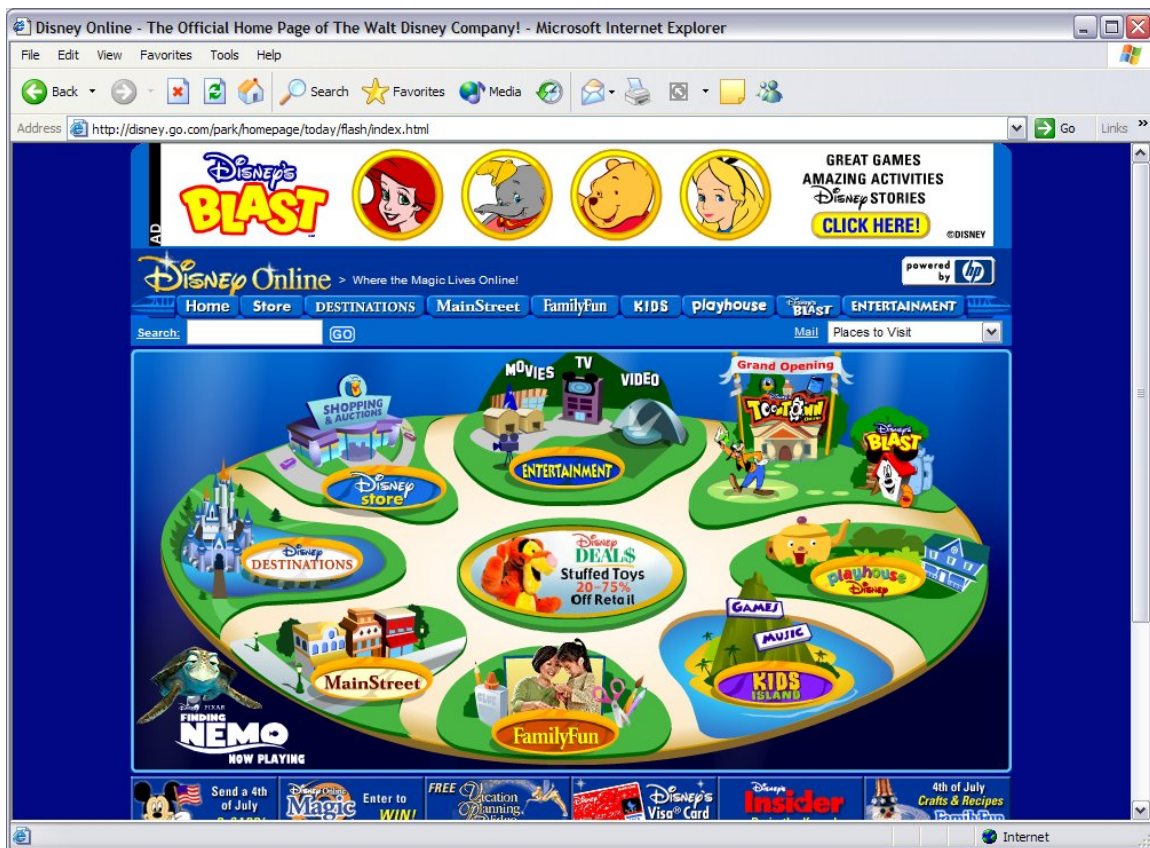 Disney Online - The Official Home Page of The Walt Disney Company! - Microsoft Internet Explorer
File Edit View Favorites Tools Help
Back Search Favorites Media
Address http://disney.go.com/park/homepage/today/flash/index.html Go Links »
AD
Disney's
BLAST
GREAT GAMES
AMAZING ACTIVITIES
Disney STORIES
CLICK HERE!
©DISNEY
Disney Online > Where the Magic Lives Online!
powered
by hp
Home Store DESTINATIONS MainStreet FamilyFun KIDS playhouse Disney's BLAST ENTERTAINMENT
Search: GO Mail Places to Visit
SHOPPING
& AUCTIONS
Disney
store
MOVIES TV VIDEO
ENTERTAINMENT
Grand Opening
Disney's
TOONTOWN
ONLINE
Disney's
BLAST
Disney
DESTINATIONS
Disney
DEAL$
Stuffed Toys
20-75%
Off Retail
playhouse
Disney
GAMES
MUSIC
KIDS
ISLAND
MainStreet
GLUE
FamilyFun
Disney PIXAR
FINDING
NEMO
NOW PLAYING
Send a 4th
of July
Disney Online
Magic
Enter to
WIN!
FREE Vacation
Planning
Disney's
Visa® Card
Disney
Insider
4th of July
Crafts & Recipes
FamilyFun
Internet